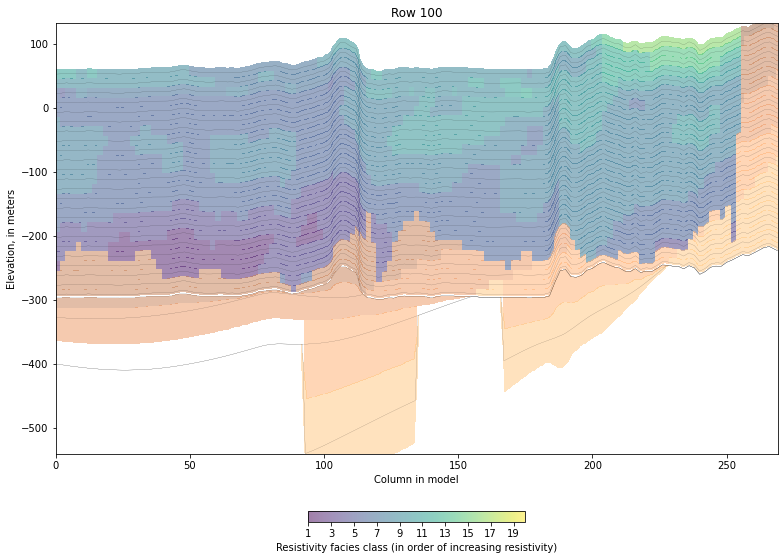 Row 100
100
0
−100
−200
−300
−400
−500
Elevation, in meters
0 50 100 150 200 250
Column in model
1 3 5 7 9 11 13 15 17 19
Resistivity facies class (in order of increasing resistivity)